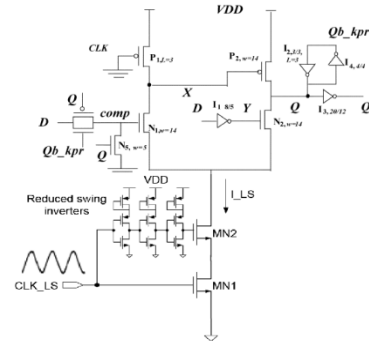 VDD
Qb_kpr
CLK
P1,L=3
P2,w=14
I2,3/3,
L=3
I4,4/4
X
Q
comp
D
N1,w=14
D
I1 8/5
Y
Q
N2,w=14
I3,20/12
Q
Qb_kpr
Q
N5,w=5
Reduced swing
inverters
VDD
I_LS
MN2
CLK_LS
MN1